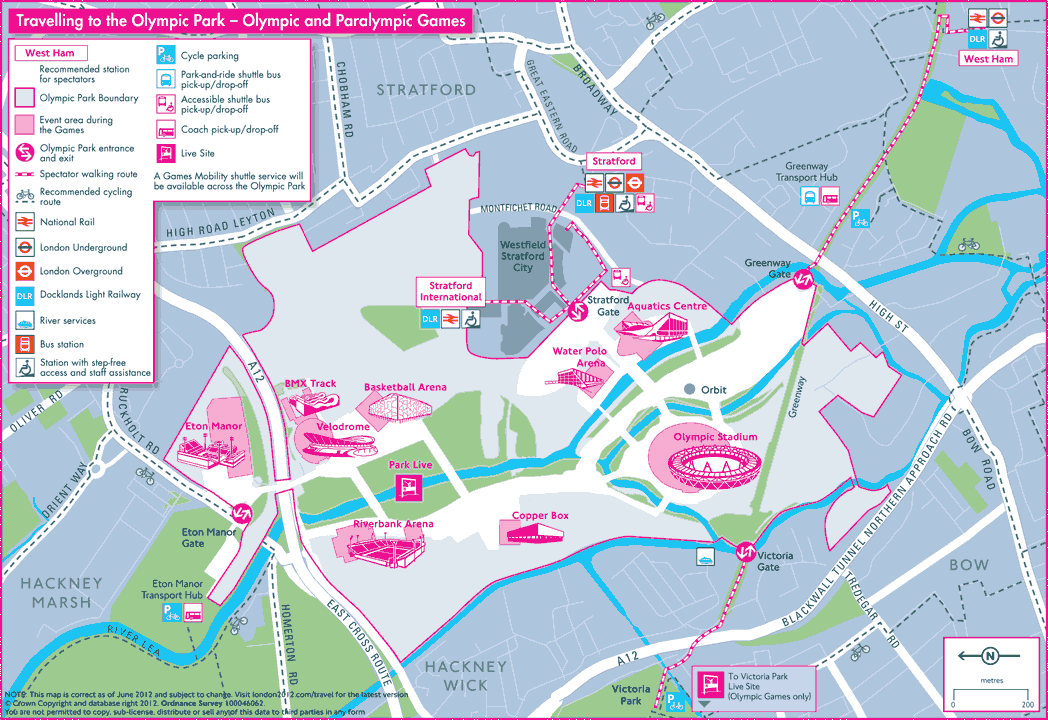 Travelling to the Olympic Park – Olympic and Paralympic Games
West Ham
Recommended station
for spectators
Olympic Park Boundary
Event area during
the Games
Olympic Park entrance
and exit
Spectator walking route
Recommended cycling
route
National Rail
London Underground
London Overground
DLR
Docklands Light Railway
River services
Bus station
Station with step-free
access and staff assistance
P
Cycle parking
Park-and-ride shuttle bus
pick-up/drop-off
Accessible shuttle bus
pick-up/drop-off
Coach pick-up/drop-off
Live Site
A Games Mobility shuttle service will
be available across the Olympic Park
STRATFORD
CHOBHAM RD
GREAT EASTERN ROAD
BROADWAY
DLR
West Ham
Stratford
DLR
Greenway
Transport Hub
P
HIGH ROAD LEYTON
MONTFICHET ROAD
Westfield
Stratford
City
Greenway
Gate
Stratford
International
DLR
Stratford
Gate
Aquatics Centre
HIGH ST
Water Polo
Arena
A12
BMX Track
Basketball Arena
Orbit
Greenway
OLIVER RD
RUCKHOLT RD
Eton Manor
Velodrome
Olympic Stadium
Park Live
ORIENT WAY
BOW ROAD
Eton Manor
Gate
Riverbank Arena
Copper Box
Victoria
Gate
BLACKWALL TUNNEL NORTHERN APPROACH RD
BOW
HACKNEY
MARSH
Eton Manor
Transport Hub
P
TREDEGAR RD
RIVER LEA
HOMERTON RD
EAST CROSS ROUTE
A12
HACKNEY
WICK
Victoria
Park
P
To Victoria Park
Live Site
(Olympic Games only)
N
metres
0 200
NOTE: This map is correct as of June 2012 and subject to change. Visit london2012.com/travel for the latest version
© Crown Copyright and database right 2012. Ordnance Survey 100046062.
You are not permitted to copy, sub-license, distribute or sell any of this data to third parties in any form